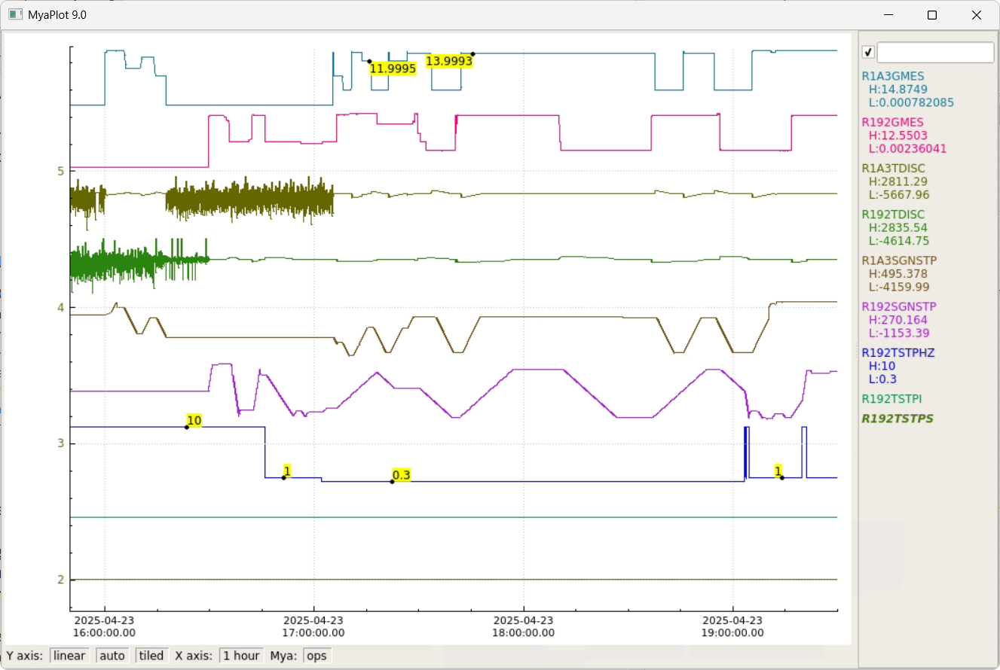 MyaPlot 9.0
11.9995
13.9993
10
1
0.3
1
5
4
3
2
2025-04-23
16:00:00.00
2025-04-23
17:00:00.00
2025-04-23
18:00:00.00
2025-04-23
19:00:00.00
R1A3GMES
H:14.8749
L:0.000782085
R192GMES
H:12.5503
L:0.00236041
R1A3TDISC
H:2811.29
L:-5667.96
R192TDISC
H:2835.54
L:-4614.75
R1A3SGNSTP
H:495.378
L:-4159.99
R192SGNSTP
H:270.164
L:-1153.39
R192TSTPHZ
H:10
L:0.3
R192TSTPI
R192TSTPS
Y axis: linear auto tiled X axis: 1 hour Mya: ops